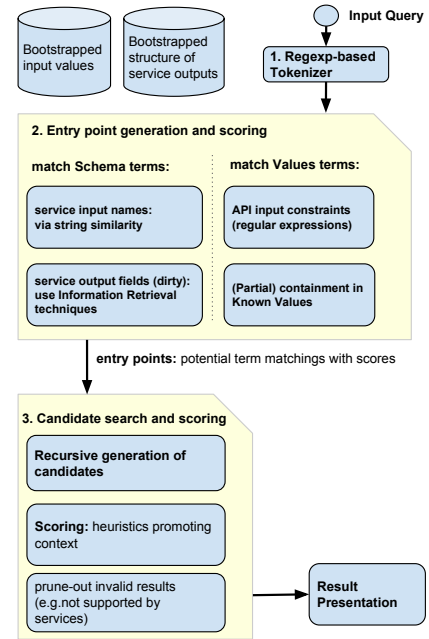 Input Query
Bootstrapped
input values
Bootstrapped
structure of
service outputs
1. Regexp-based
Tokenizer
2. Entry point generation and scoring
match Schema terms:
match Values terms:
service input names:
via string similarity
API input constraints
(regular expressions)
service output fields (dirty):
use Information Retrieval
techniques
(Partial) containment in
Known Values
entry points: potential term matchings with scores
3. Candidate search and scoring
Recursive generation of
candidates
Scoring: heuristics promoting
context
prune-out invalid results
(e.g.not supported by
services)
Result
Presentation